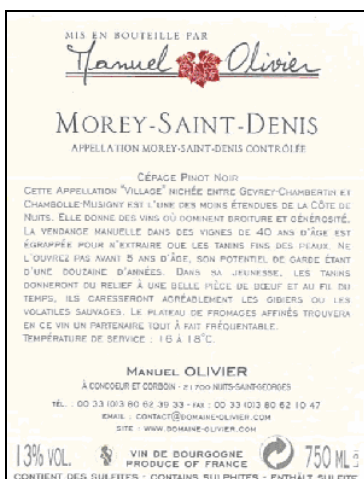 MIS EN BOUTEILLE PAR
Manuel Olivier
MOREY-SAINT-DENIS
APPELLATION MOREY-SAINT-DENIS CONTRÔLÉE
CÉPAGE PINOT NOIR
CETTE APPELLATION "VILLAGE" NICHÉE ENTRE GEVREY-CHAMBERTIN ET
CHAMBOLLE-MUSIGNY EST L'UNE DES MOINS ÉTENDUES DE LA CÔTE DE
NUITS. ELLE DONNE DES VINS OÙ DOMINENT DROITURE ET GÉNÉROSITÉ.
LA VENDANGE MANUELLE DANS DES VIGNES DE 40 ANS D'ÂGE EST
ÉGRAPPÉE POUR N'EXTRAIRE QUE LES TANINS FINS DES PEAUX. NE
L'OUVREZ PAS AVANT 5 ANS D'ÂGE, SON POTENTIEL DE GARDE ÉTANT
D'UNE DOUZAINE D'ANNÉES. DANS SA JEUNESSE, LES TANINS
DONNERONT DU RELIEF À UNE BELLE PIÈCE DE BŒUF ET AU FIL DU
TEMPS, ILS CARESSERONT AGRÉABLEMENT LES GIBIERS OU LES
VOLATILES SAUVAGES. LE PLATEAU DE FROMAGES AFFINÉS TROUVERA
EN CE VIN UN PARTENAIRE TOUT À FAIT FRÉQUENTABLE.
TEMPÉRATURE DE SERVICE : 16 À 18°C.
MANUEL OLIVIER
À CONCOEUR ET CORBOIN - 21700 NUITS-SAINT-GEORGES
TÉL. : 00 33 (0)3 80 62 39 33 - FAX : 00 33 (0)3 80 62 10 47
EMAIL : CONTACT@DOMAINE-OLIVIER.COM
SITE - WWW.DOMAINE-OLIVIER.COM
13% VOL. VIN DE BOURGOGNE 750 ML
PRODUCE OF FRANCE
CONTIENT DES SULFITES - CONTAINS SULPHITES - ENTHÄLT SULFITE